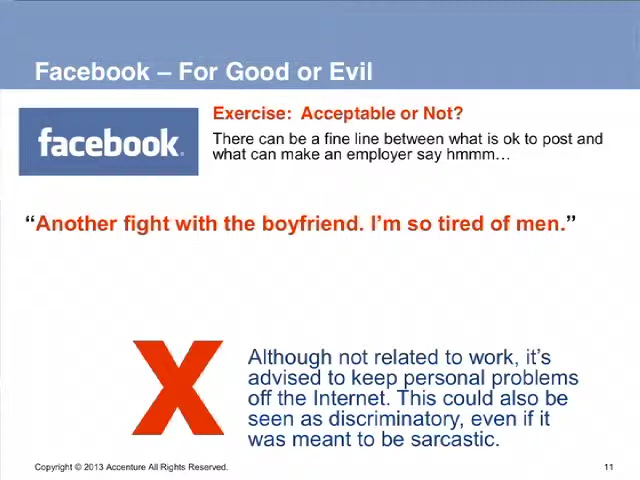 Facebook – For Good or Evil
facebook.
Exercise: Acceptable or Not?
There can be a fine line between what is ok to post and
what can make an employer say hmmm…
“Another fight with the boyfriend. I’m so tired of men.”
X
Although not related to work, it’s
advised to keep personal problems
off the Internet. This could also be
seen as discriminatory, even if it
was meant to be sarcastic.
Copyright © 2013 Accenture All Rights Reserved.
11